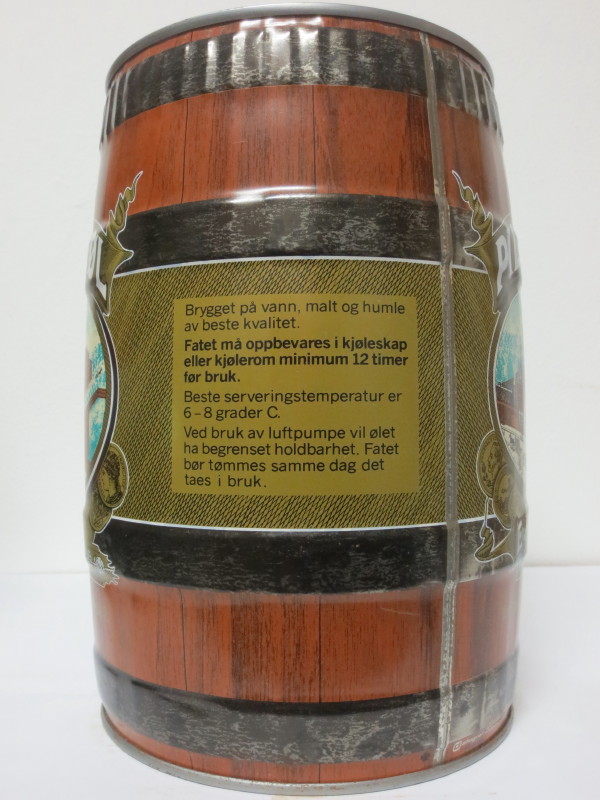 Brygget på vann, malt og humle
av beste kvalitet.
Fatet må oppbevares i kjøleskap
eller kjølerom minimum 12 timer
før bruk.
Beste serveringstemperatur er
6-8 grader C.
Ved bruk av luftpumpe vil ølet
ha begrenset holdbarhet. Fatet
bør tømmes samme dag det
taes i bruk.